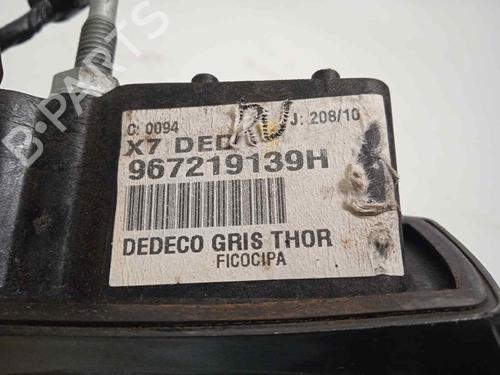 C: 0094 J: 208/10
X7 DED
967219139H
DEDECO GRIS THOR
FICOCIPA
B-PARTS